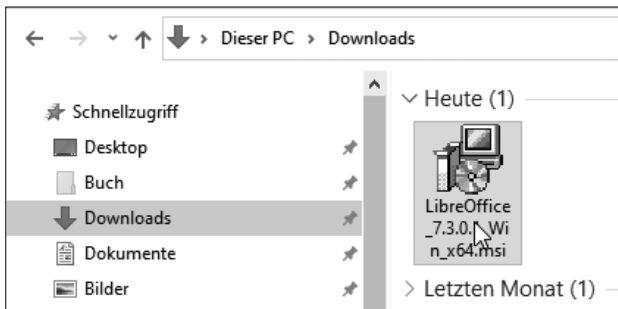 Dieser PC > Downloads
Schnellzugriff
Desktop
Buch
Downloads
Dokumente
Bilder
Heute (1)
LibreOffice
_7.3.0. Wi
n_x64.msi
Letzten Monat (1)